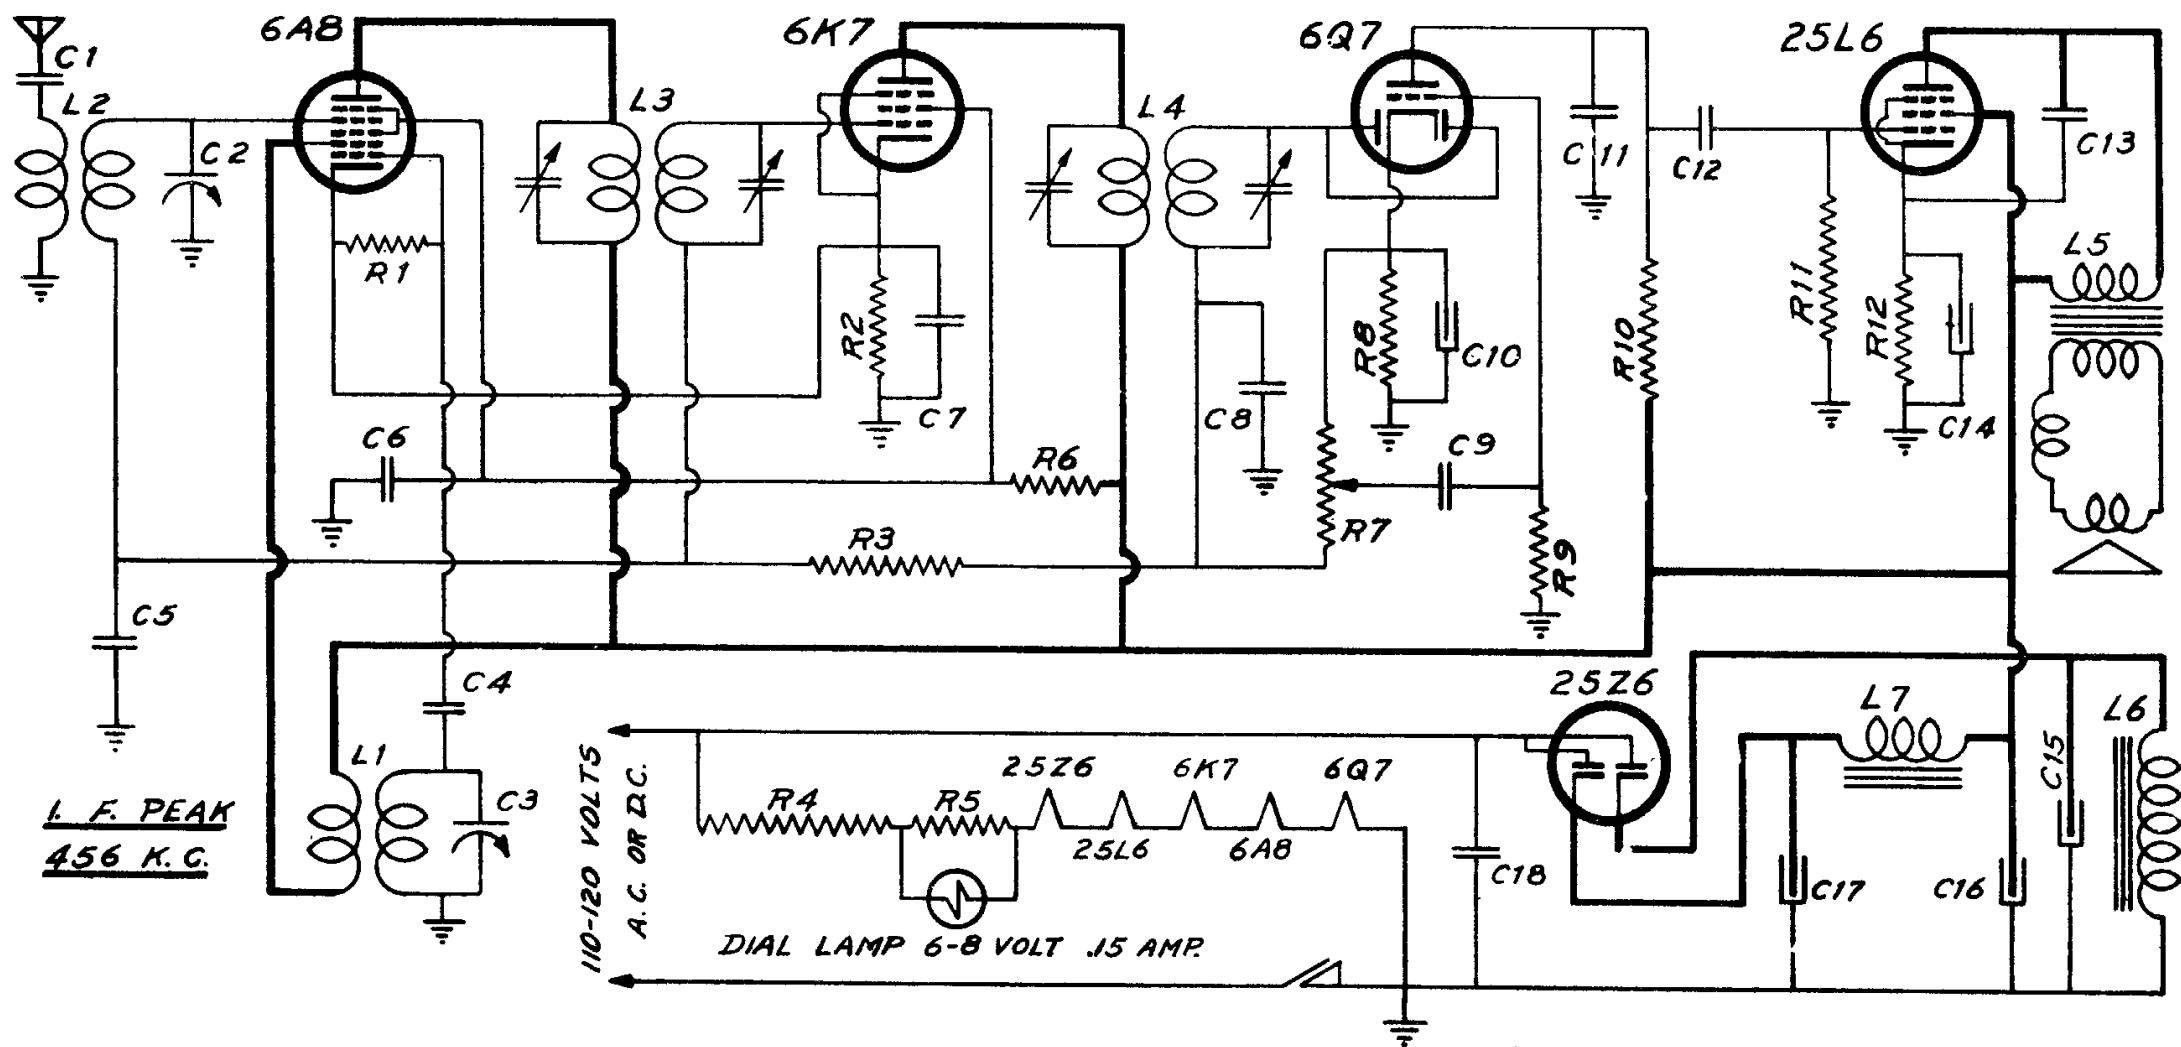 6A8
6K7
6Q7
25L6
C1
L2
C2
R1
L3
R2
C7
L4
C8
R8
C10
C11
C12
R10
R11
R12
C14
C13
L5
C6
R6
R3
R7
C9
R9
C5
C4
L1
C3
I. F. PEAK
456 K.C.
110-120 VOLTS
A.C. OR D.C.
R4
R5
25Z6
25L6
6K7
6A8
6Q7
DIAL LAMP 6-8 VOLT .15 AMP.
C18
25Z6
C17
L7
C16
C15
L6